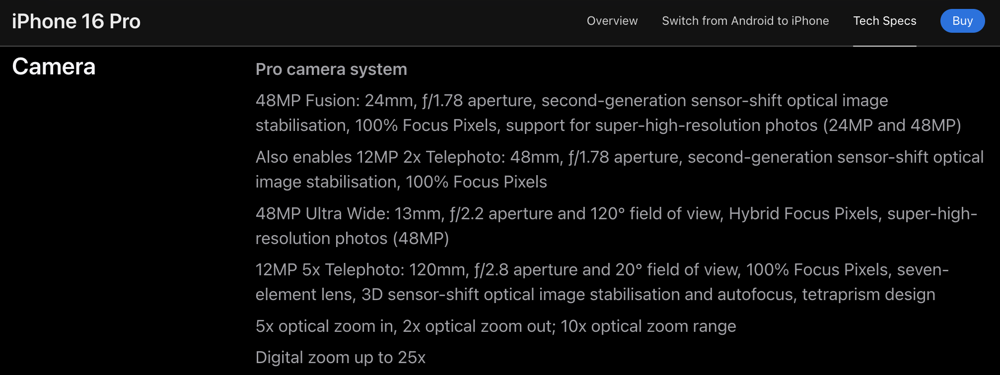 iPhone 16 Pro
Overview
Switch from Android to iPhone
Tech Specs
Buy
Camera
Pro camera system
48MP Fusion: 24mm, ƒ/1.78 aperture, second-generation sensor-shift optical image
stabilisation, 100% Focus Pixels, support for super-high-resolution photos (24MP and 48MP)
Also enables 12MP 2x Telephoto: 48mm, ƒ/1.78 aperture, second-generation sensor-shift optical
image stabilisation, 100% Focus Pixels
48MP Ultra Wide: 13mm, ƒ/2.2 aperture and 120° field of view, Hybrid Focus Pixels, super-high-
resolution photos (48MP)
12MP 5x Telephoto: 120mm, ƒ/2.8 aperture and 20° field of view, 100% Focus Pixels, seven-
element lens, 3D sensor-shift optical image stabilisation and autofocus, tetraprism design
5x optical zoom in, 2x optical zoom out; 10x optical zoom range
Digital zoom up to 25x